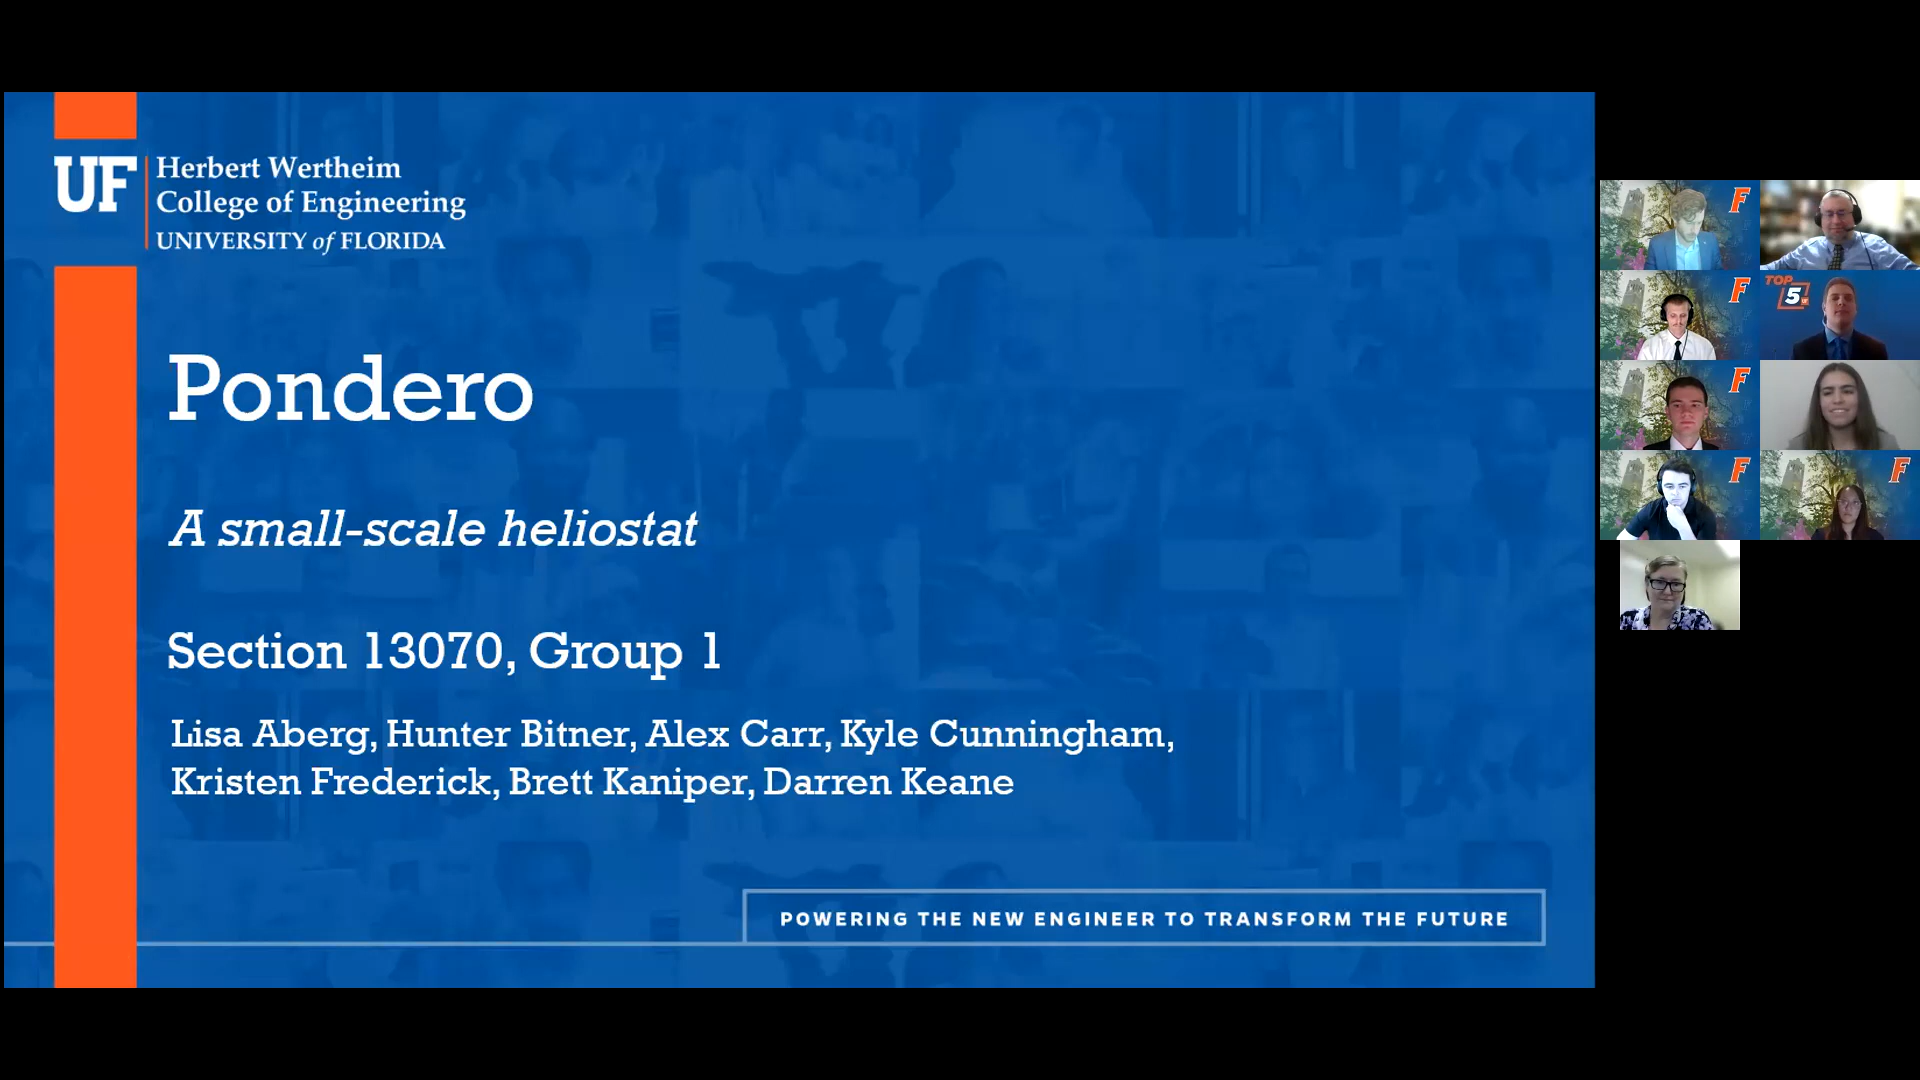 UF
Herbert Wertheim
College of Engineering
UNIVERSITY of FLORIDA
Pondero
A small-scale heliostat
Section 13070, Group 1
Lisa Aberg, Hunter Bitner, Alex Carr, Kyle Cunningham,
Kristen Frederick, Brett Kaniper, Darren Keane
POWERING THE NEW ENGINEER TO TRANSFORM THE FUTURE
F
F
TOP
5
F
F
F